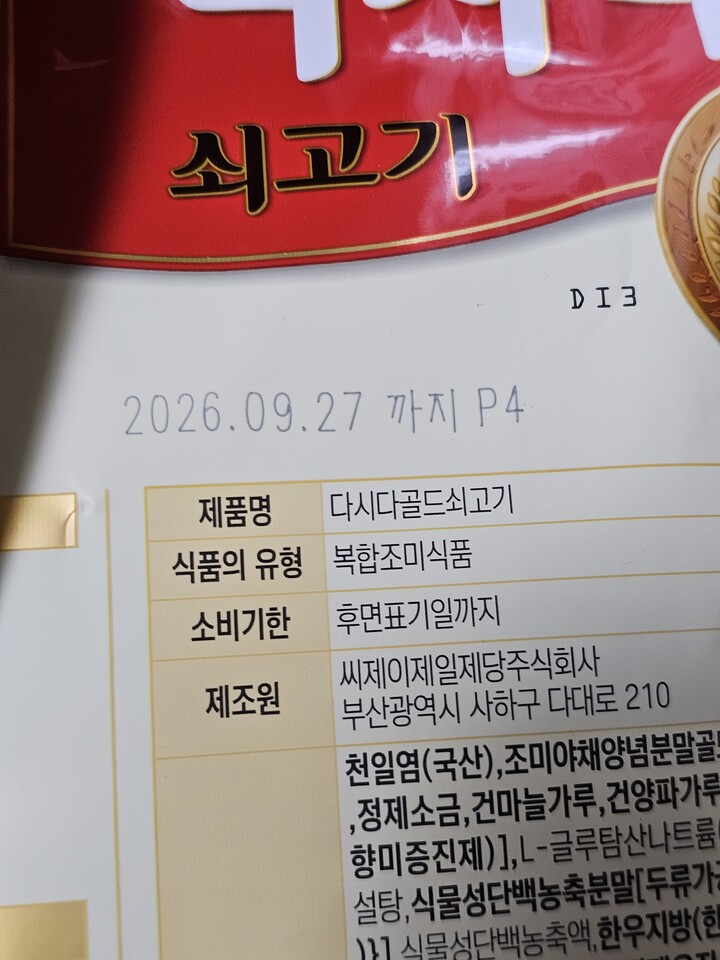 쇠고기
DI3
2026.09.27 까지 P4
제품명 다시다골드쇠고기
식품의 유형 복합조미식품
소비기한 후면표기일까지
제조원 씨제이제일제당주식회사
부산광역시 사하구 다대로 210
천일염(국산),조미야채양념분말골
,정제소금,건마늘가루,건양파가루
향미증진제)],L-글루탐산나트륨
설탕,식물성단백농축분말[두류가
)}],식물성단백농축액,한우지방(한